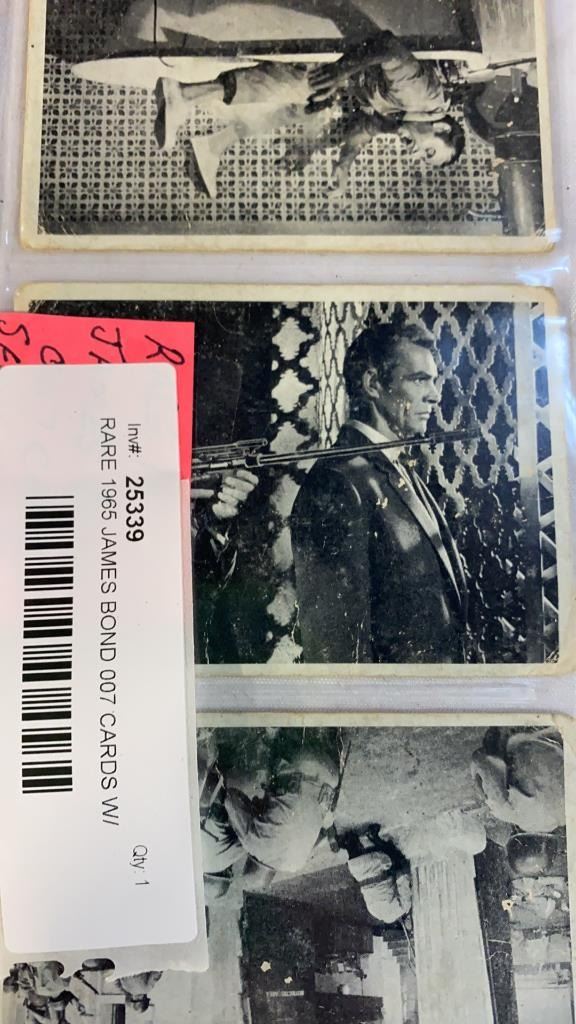 Inv#: 25339
RARE 1965 JAMES BOND 007 CARDS W/
Qty: 1